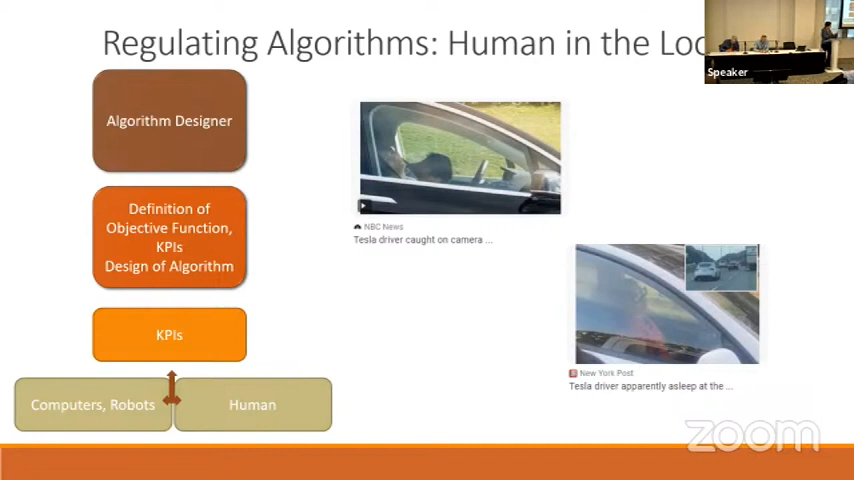 Regulating Algorithms: Human in the Loo
Speaker
Algorithm Designer
Definition of
Objective Function,
KPIs
Design of Algorithm
KPIs
Computers, Robots
Human
NBC News
Tesla driver caught on camera ...
New York Post
Tesla driver apparently asleep at the ...
zoom